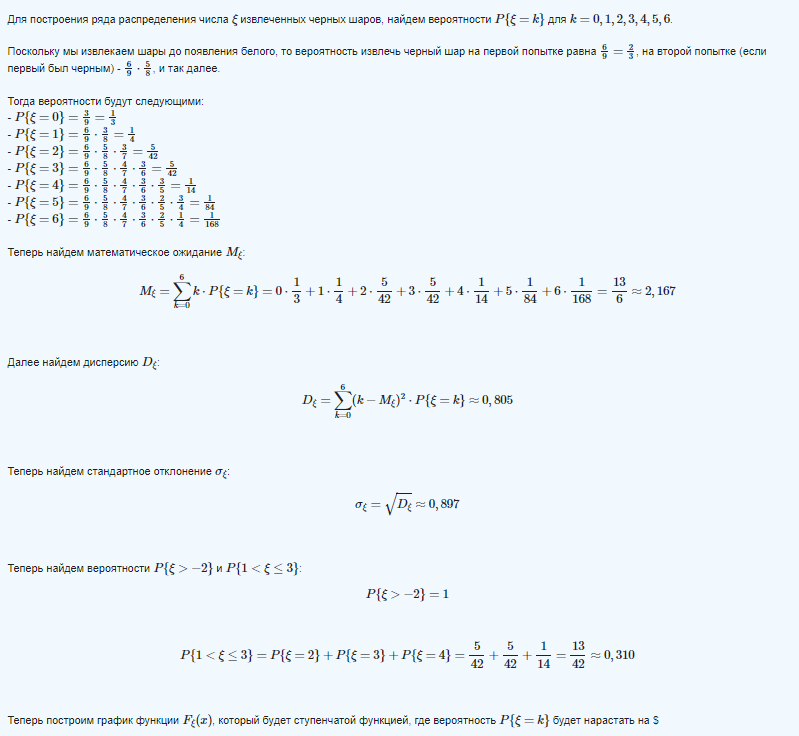 Для построения ряда распределения числа ξ извлеченных черных шаров, найдем вероятности P{ξ = k} для k = 0, 1, 2, 3, 4, 5, 6.
Поскольку мы извлекаем шары до появления белого, то вероятность извлечь черный шар на первой попытке равна 6/9 = 2/3, на второй попытке (если
первый был черным) - 6/9 · 5/8, и так далее.
Тогда вероятности будут следующими:
- P{ξ = 0} = 3/9 = 1/3
- P{ξ = 1} = 6/9 · 3/8 = 1/4
- P{ξ = 2} = 6/9 · 5/8 · 3/7 = 5/42
- P{ξ = 3} = 6/9 · 5/8 · 4/7 · 3/6 = 5/42
- P{ξ = 4} = 6/9 · 5/8 · 4/7 · 3/6 · 3/5 = 1/14
- P{ξ = 5} = 6/9 · 5/8 · 4/7 · 3/6 · 2/5 · 3/4 = 1/84
- P{ξ = 6} = 6/9 · 5/8 · 4/7 · 3/6 · 2/5 · 1/4 = 1/168
Теперь найдем математическое ожидание M_ξ:
M_ξ = ∑_{k=0}^{6} k · P{ξ = k} = 0 · 1/3 + 1 · 1/4 + 2 · 5/42 + 3 · 5/42 + 4 · 1/14 + 5 · 1/84 + 6 · 1/168 = 13/6 ≈ 2,167
Далее найдем дисперсию D_ξ:
D_ξ = ∑_{k=0}^{6} (k − M_ξ)² · P{ξ = k} ≈ 0,805
Теперь найдем стандартное отклонение σ_ξ:
σ_ξ = √D_ξ ≈ 0,897
Теперь найдем вероятности P{ξ > −2} и P{1 < ξ ≤ 3}:
P{ξ > −2} = 1
P{1 < ξ ≤ 3} = P{ξ = 2} + P{ξ = 3} + P{ξ = 4} = 5/42 + 5/42 + 1/14 = 13/42 ≈ 0,310
Теперь построим график функции F_ξ(x), который будет ступенчатой функцией, где вероятность P{ξ = k} будет нарастать на S